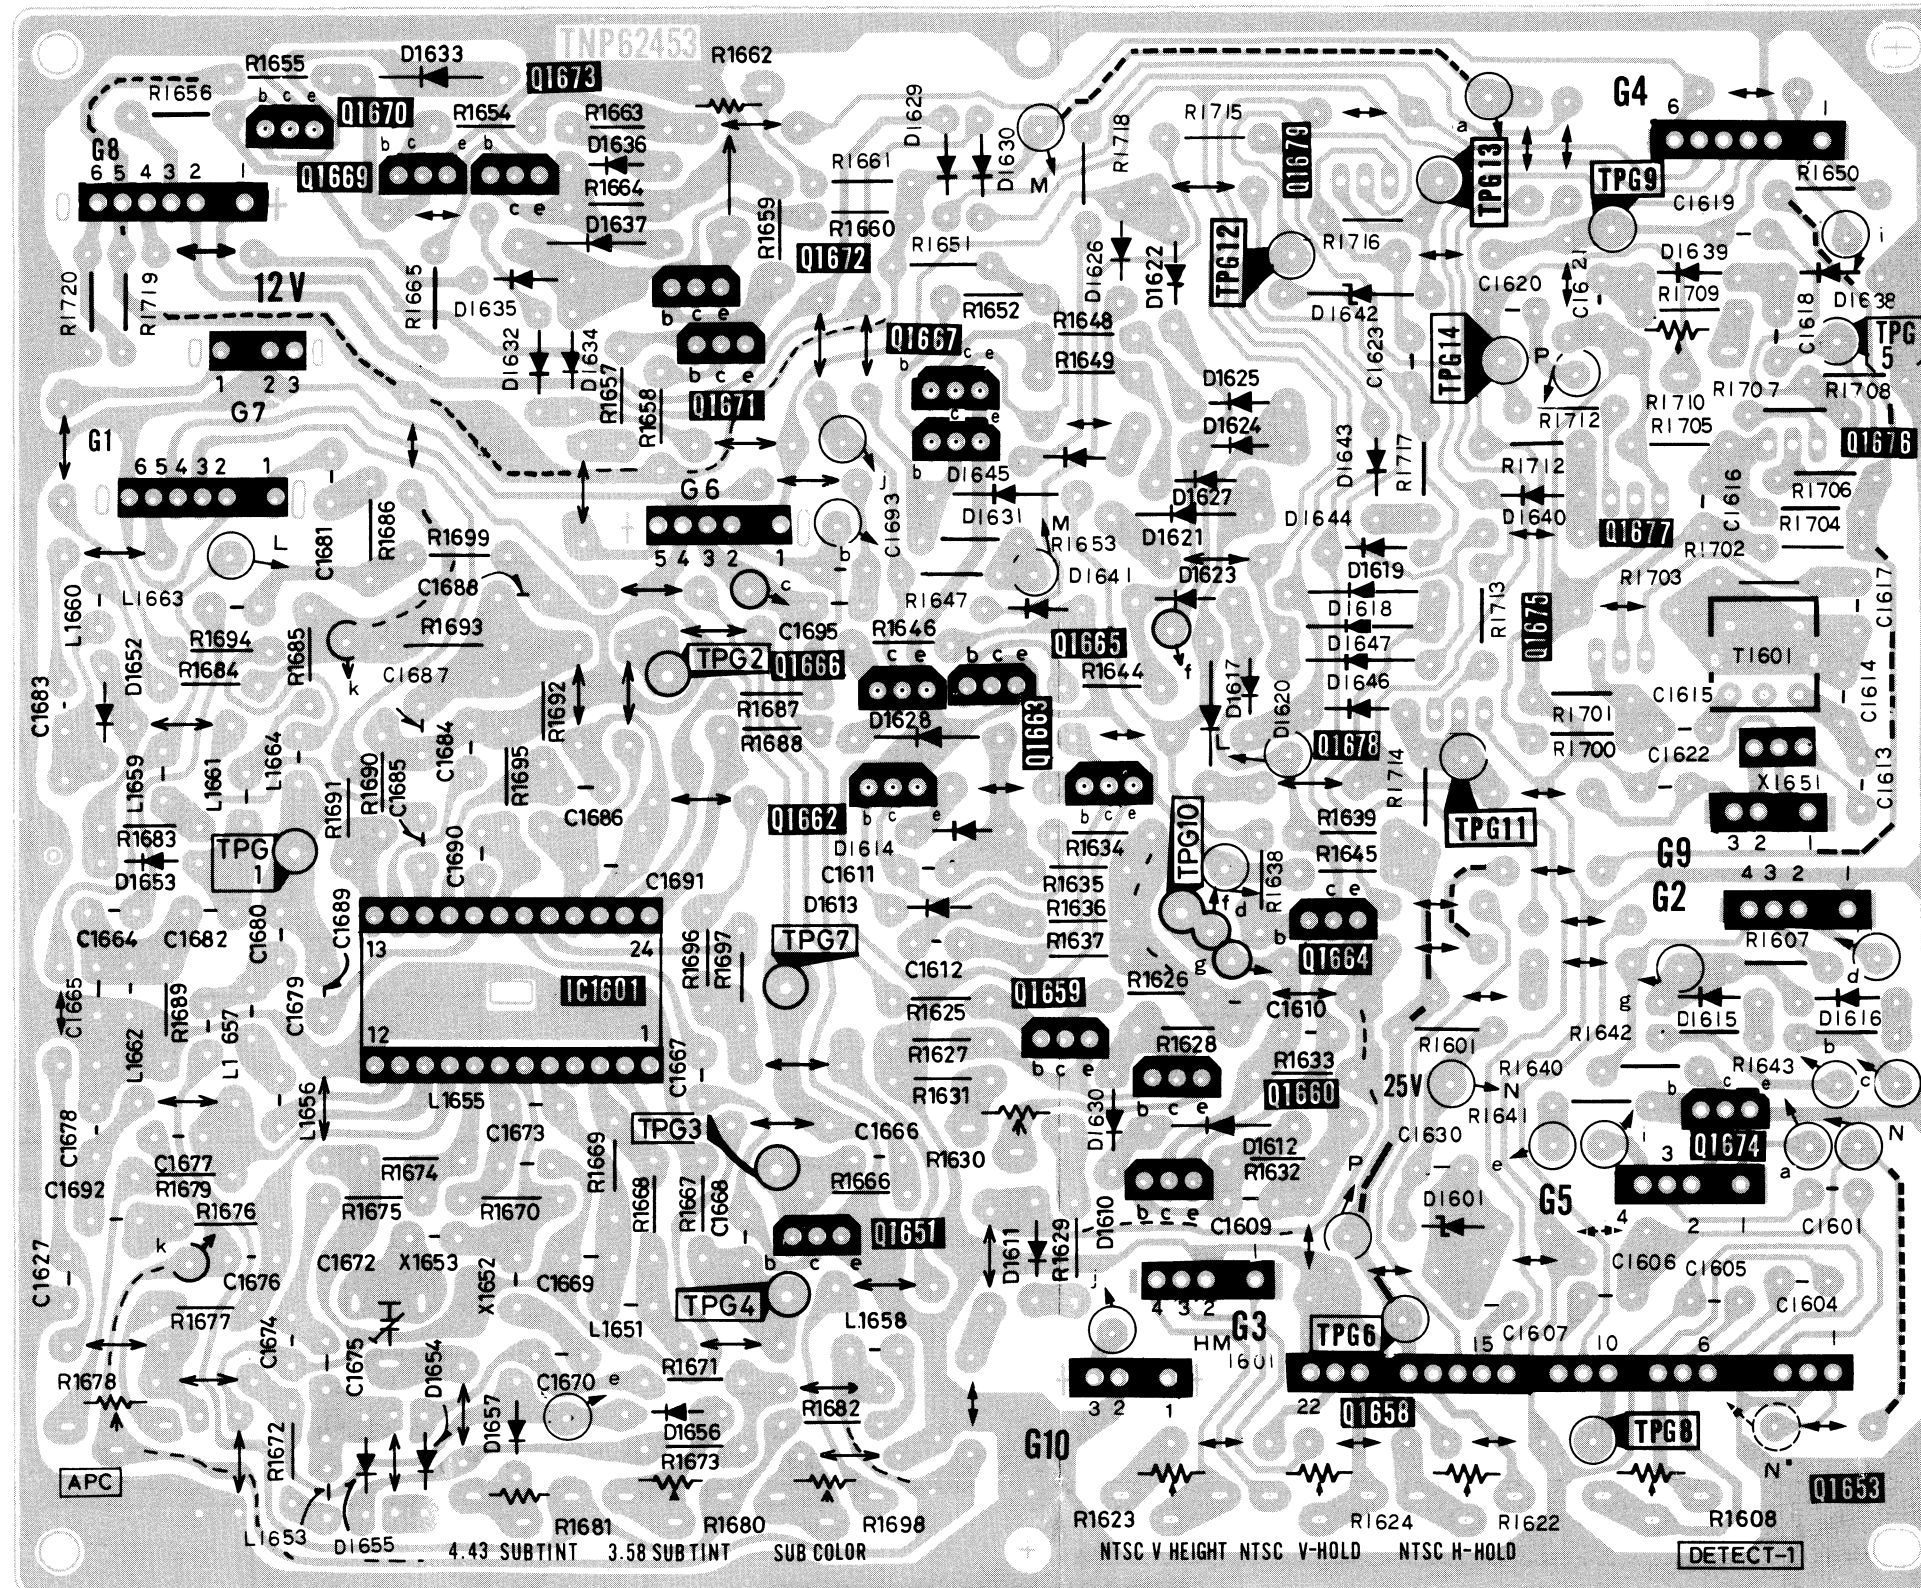 TNP62453
R1655
D1633
Q1673
R1662
G4
R1656
b c e
Q1670
R1654
R1663
D1629
D1630
R1718
R1715
Q1679
a
6
1
G8
b
c
e
b
D1636
R1661
M
TPG13
TPG9
R1650
6 5 4 3 2 1
Q1669
c e
R1664
D1637
R1659
R1660
C1619
i
R1720
R1719
12V
R1665
D1635
Q1672
R1651
D1626
D1622
TPG12
R1716
C1620
C1621
D1639
R1709
C1618
D1638
b c e
R1652
D1642
TPG
5
D1632
D1634
Q1667
R1648
R1649
C1623
TPG14
P
1 2 3
G7
b c e
R1657
R1658
Q1671
b
c e
D1625
D1624
R1712
R1710
R1705
R1707
R1708
G1
c e
b
Q1676
6 5 4 3 2 1
G6
j
D1645
D1643
R1717
R1712
R1706
L
C1681
R1686
R1699
C1693
D1631
M
D1627
D1621
D1644
D1640
Q1677
C1616
R1704
5 4 3 2 1
b
R1653
R1702
L1660
L1663
C1688
c
R1647
D1641
D1623
D1619
D1618
R1713
Q1675
R1703
C1617
R1694
R1684
R1685
R1693
C1695
R1646
Q1665
D1647
T1601
D1652
k
TPG2
Q1666
c e
b c e
R1644
f
C1683
C1687
R1692
R1687
D1617
D1620
D1646
R1701
C1615
C1614
D1628
Q1663
R1688
L
Q1678
R1700
C1622
L1664
C1684
L1659
L1661
R1690
C1685
R1695
R1691
C1686
Q1662
b c e
b c e
TPG10
R1714
X1651
C1613
R1683
TPG
1
D1614
R1634
R1639
TPG11
3 2 1
D1653
C1690
C1611
R1635
R1638
R1645
G9
C1691
D1613
R1636
f d
c e
b
G2
4 3 2 1
C1664
C1682
C1680
C1689
13
24
R1696
R1697
TPG7
R1637
g
Q1664
R1607
d
C1665
R1689
C1679
IC1601
C1612
Q1659
R1626
C1610
g
R1625
D1615
D1616
L1662
L1657
12
1
R1627
b c e
R1628
R1601
R1642
b
C1667
R1631
R1633
Q1660
25V
N
R1640
R1643
c
L1656
L1655
b c e
R1641
b c e
C1678
C1673
TPG3
C1666
D1630
D1612
C1630
i
Q1674
N
C1677
R1674
R1669
R1630
R1632
P
e
3
a
C1692
R1679
R1668
R1667
C1668
R1666
D1601
G5
R1676
R1675
R1670
Q1651
D1610
b c e
C1609
4 2 1
C1601
k
C1672
X1653
b c e
D1611
R1629
C1606
C1605
C1627
C1676
X1652
C1669
TPG4
j
4 3 2
1
C1604
R1677
C1674
L1651
L1658
HM
1601
G3
TPG6
C1607
15 10 6 1
C1675
D1654
R1671
R1678
C1670
e
R1682
3 2 1
22
Q1658
D1657
D1656
R1672
R1673
G10
TPG8
APC
N"
Q1653
L1653
D1655
R1681
R1680
R1698
R1623
R1624
R1622
R1608
4.43 SUBTINT 3.58 SUBTINT SUB COLOR NTSC V HEIGHT NTSC V-HOLD NTSC H-HOLD DETECT-1